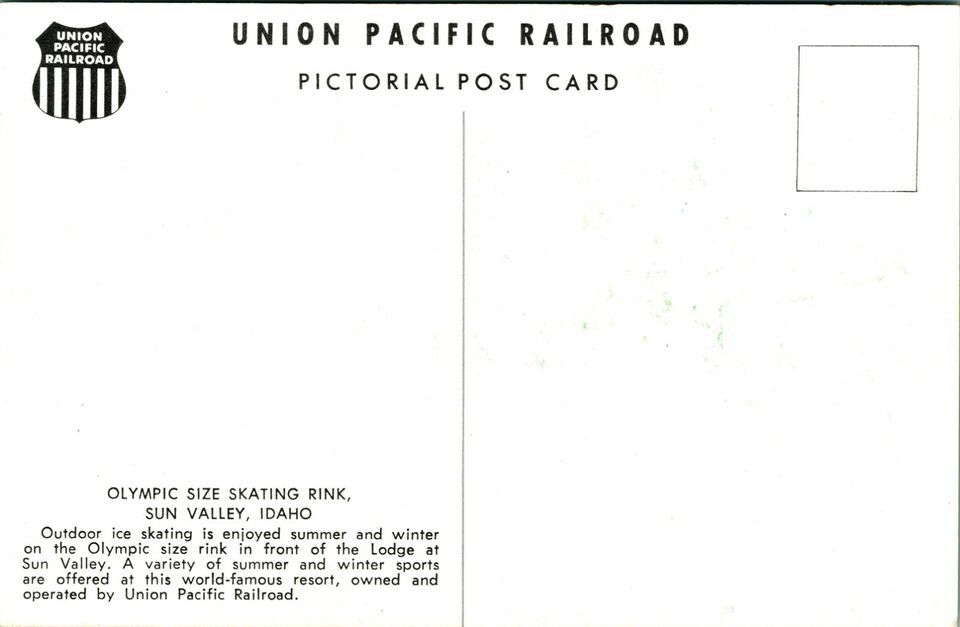 UNION
PACIFIC
RAILROAD
UNION PACIFIC RAILROAD
PICTORIAL POST CARD
OLYMPIC SIZE SKATING RINK,
SUN VALLEY, IDAHO
Outdoor ice skating is enjoyed summer and winter
on the Olympic size rink in front of the Lodge at
Sun Valley. A variety of summer and winter sports
are offered at this world-famous resort, owned and
operated by Union Pacific Railroad.